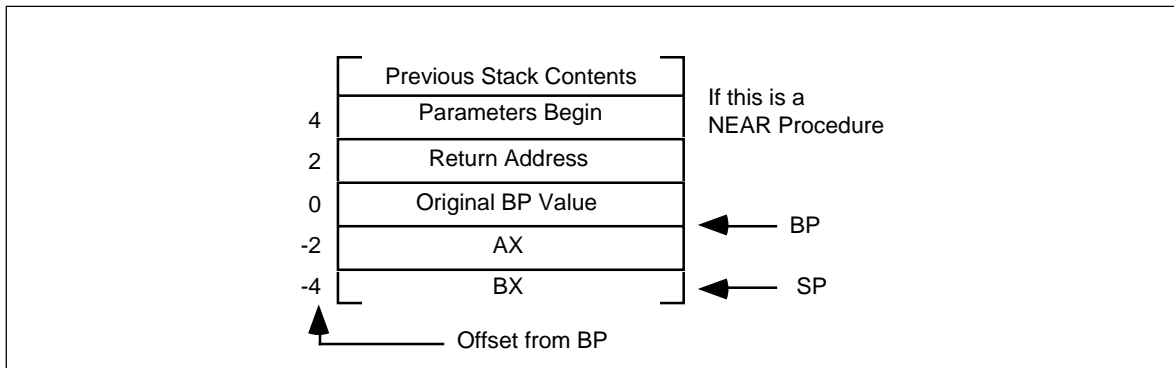 Previous Stack Contents
If this is a
NEAR Procedure
4 Parameters Begin
2 Return Address
0 Original BP Value
BP
-2 AX
-4 BX
SP
Offset from BP